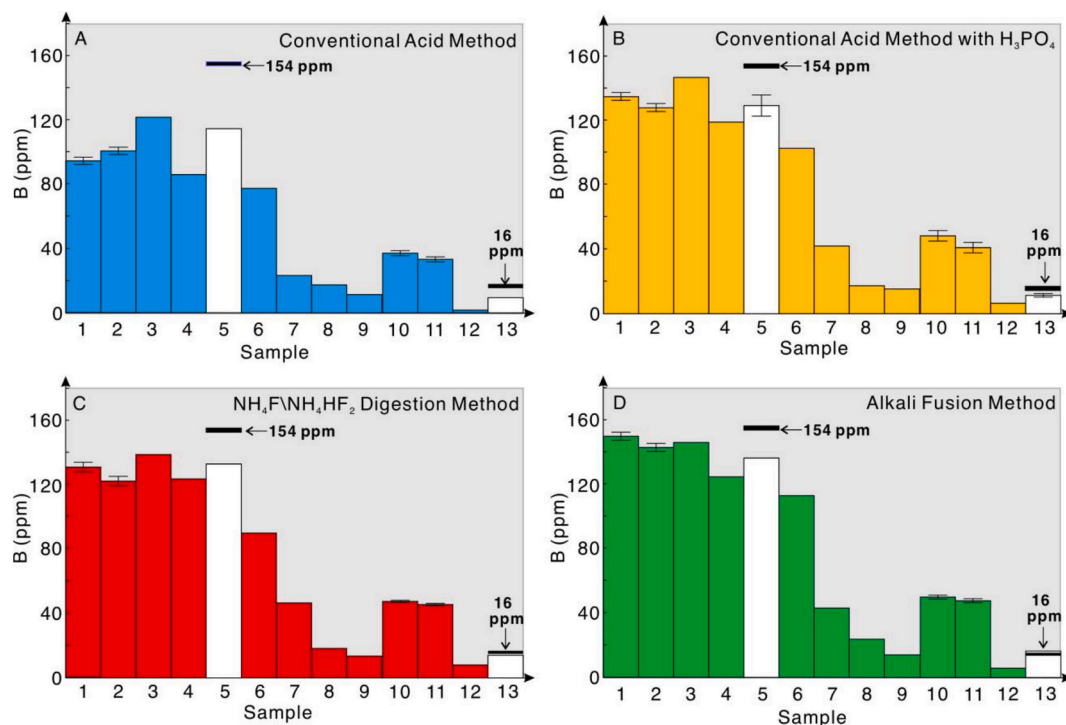 A
Conventional Acid Method
160
120
80
40
0
B (ppm)
←154 ppm
16
ppm
1 2 3 4 5 6 7 8 9 10 11 12 13
Sample
B
Conventional Acid Method with H₃PO₄
160
120
80
40
0
B (ppm)
←154 ppm
16
ppm
1 2 3 4 5 6 7 8 9 10 11 12 13
Sample
C
NH₄F\NH₄HF₂ Digestion Method
160
120
80
40
0
B (ppm)
←154 ppm
16
ppm
1 2 3 4 5 6 7 8 9 10 11 12 13
Sample
D
Alkali Fusion Method
160
120
80
40
0
B (ppm)
←154 ppm
16
ppm
1 2 3 4 5 6 7 8 9 10 11 12 13
Sample